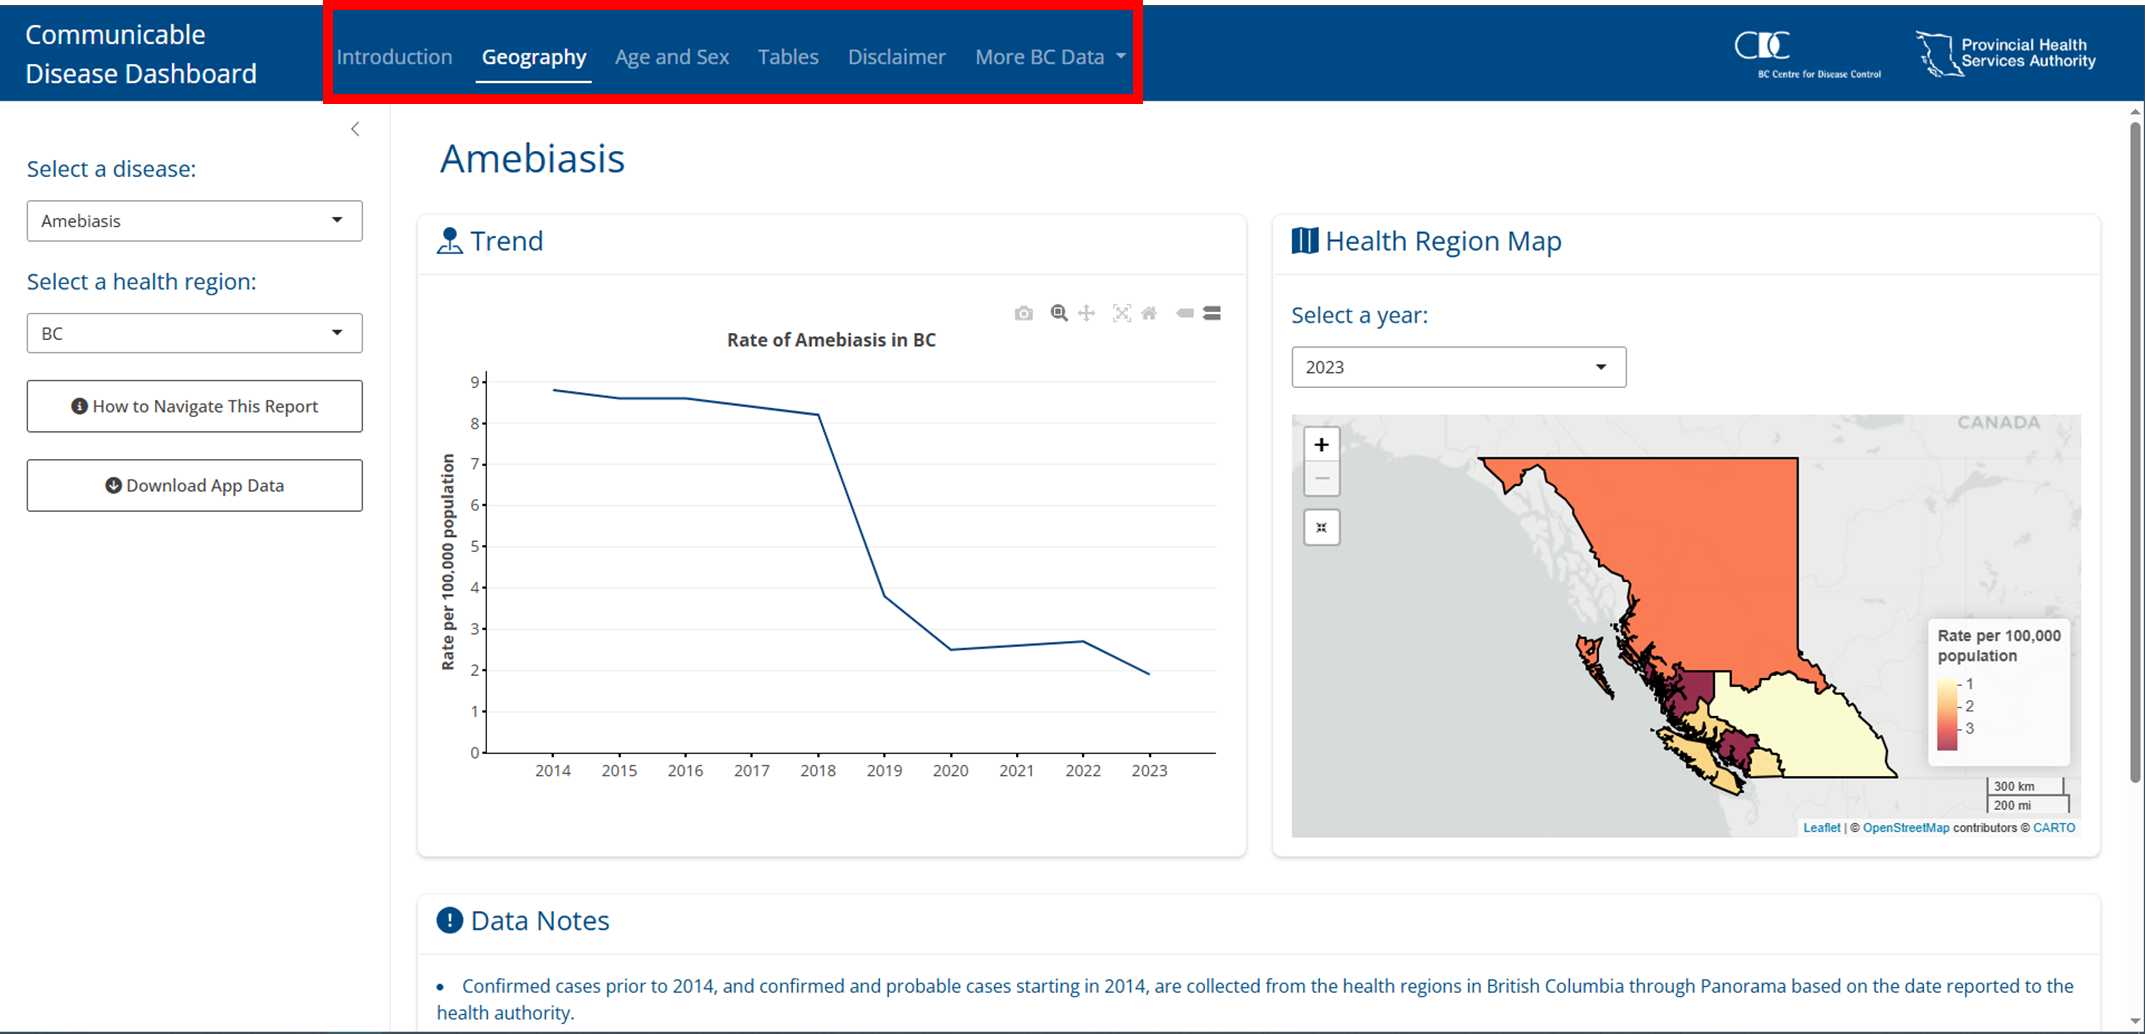 Communicable
Disease Dashboard
Introduction
Geography
Age and Sex
Tables
Disclaimer
More BC Data
CDC
BC Centre for Disease Control
Provincial Health
Services Authority
Select a disease:
Amebiasis
Select a health region:
BC
How to Navigate This Report
Download App Data
Amebiasis
Trend
Rate of Amebiasis in BC
Rate per 100,000 population
9
8
7
6
5
4
3
2
1
0
2014 2015 2016 2017 2018 2019 2020 2021 2022 2023
Health Region Map
Select a year:
2023
CANADA
+
−
Rate per 100,000
population
1
2
3
300 km
200 mi
Leaflet | © OpenStreetMap contributors © CARTO
Data Notes
• Confirmed cases prior to 2014, and confirmed and probable cases starting in 2014, are collected from the health regions in British Columbia through Panorama based on the date reported to the
health authority.